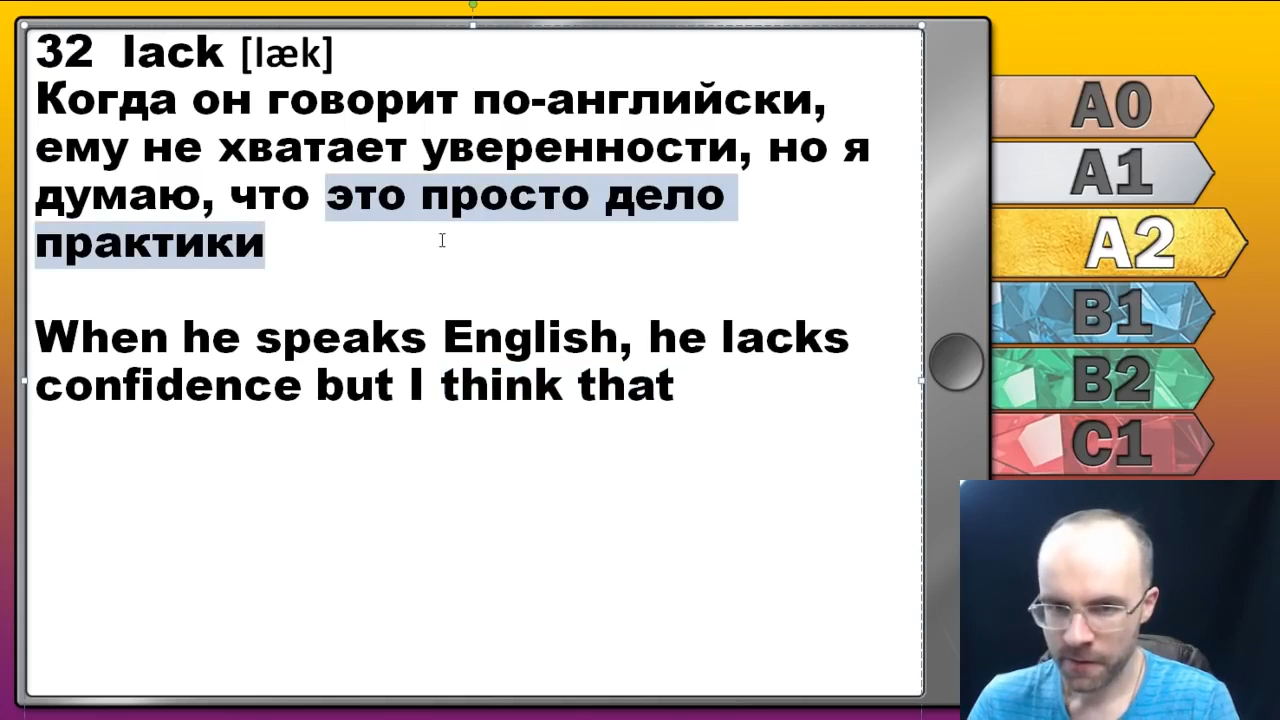 32 lack [læk]
Когда он говорит по-английски,
ему не хватает уверенности, но я
думаю, что это просто дело
практики
When he speaks English, he lacks
confidence but I think that
A0
A1
A2
B1
B2
C1